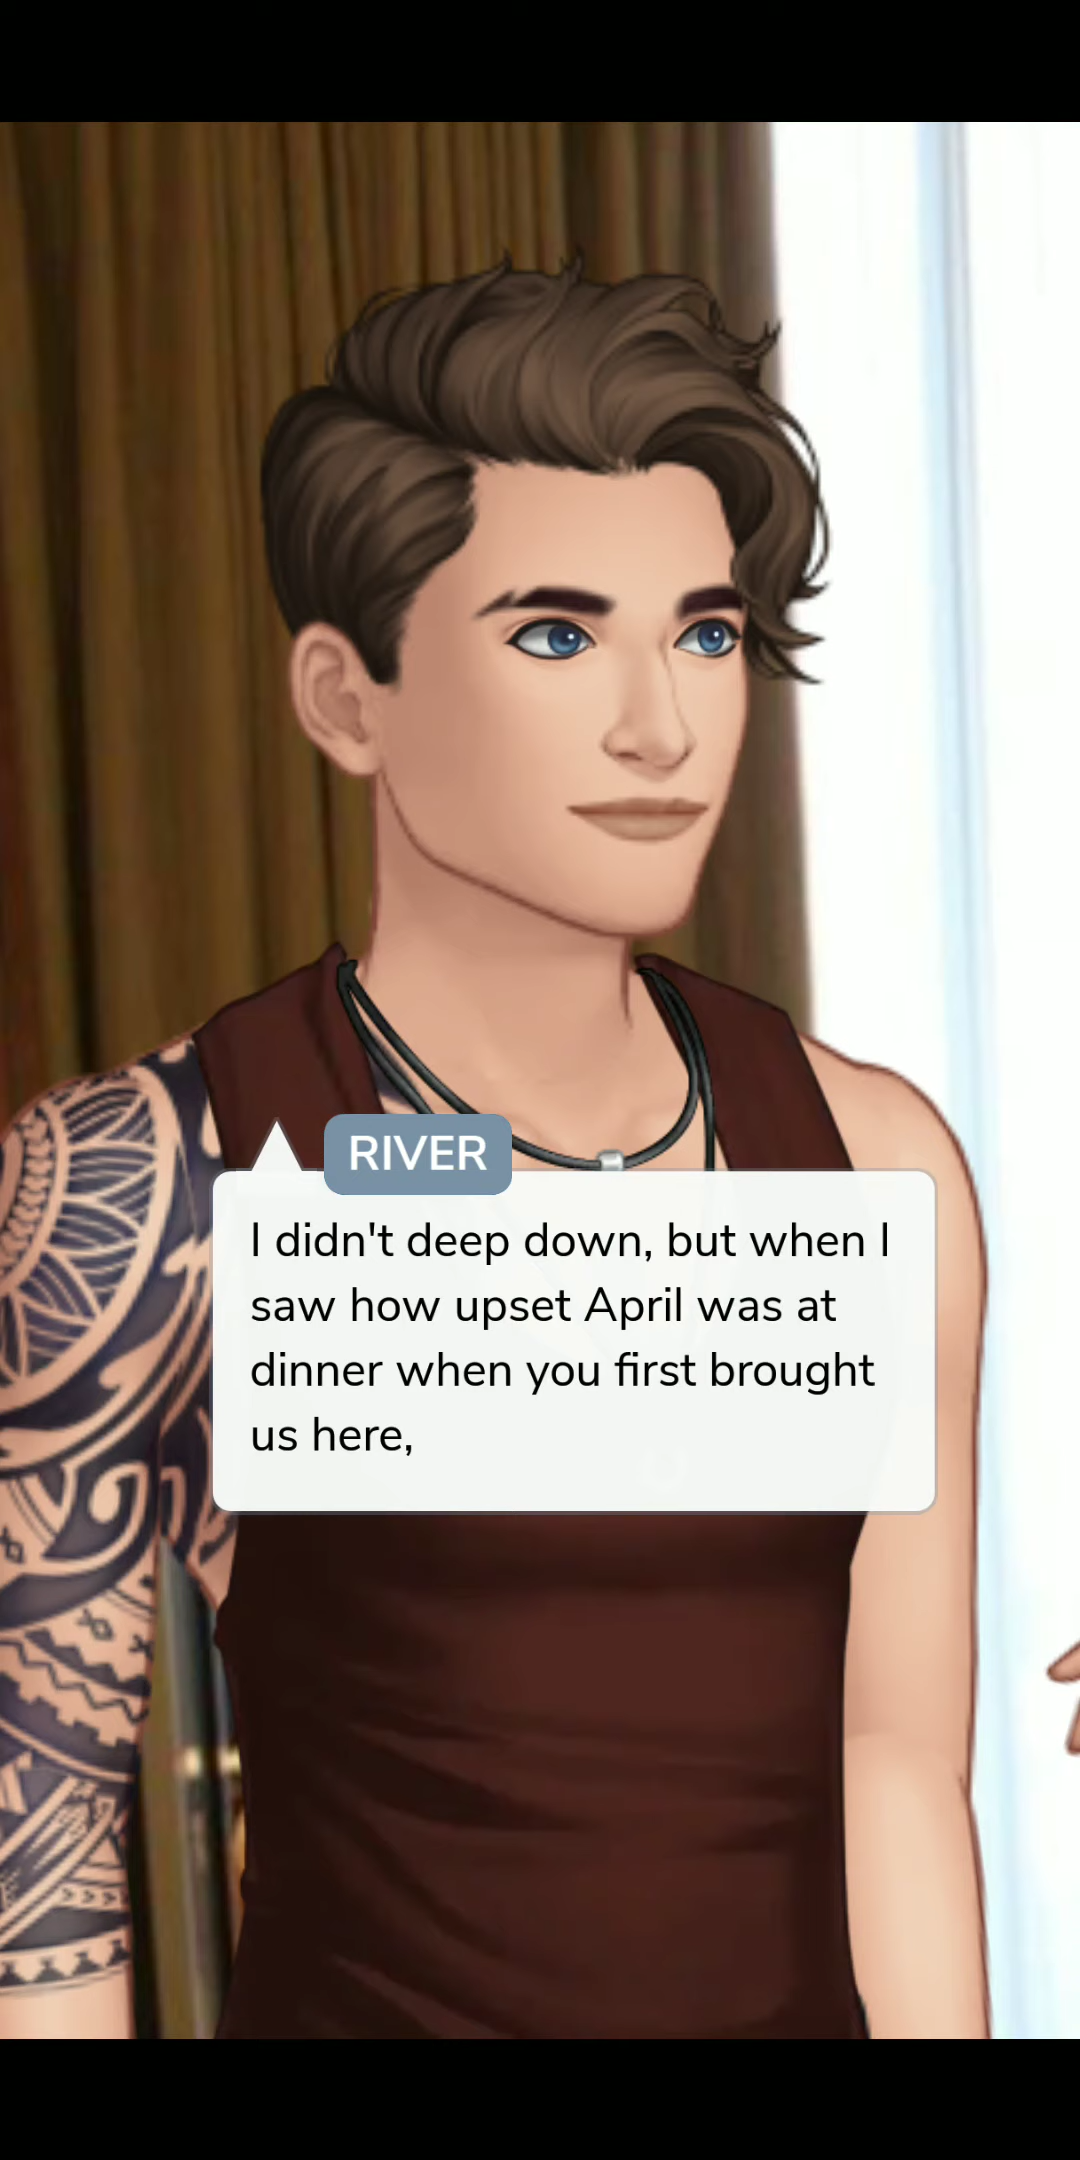 RIVER
I didn't deep down, but when I
saw how upset April was at
dinner when you first brought
us here,